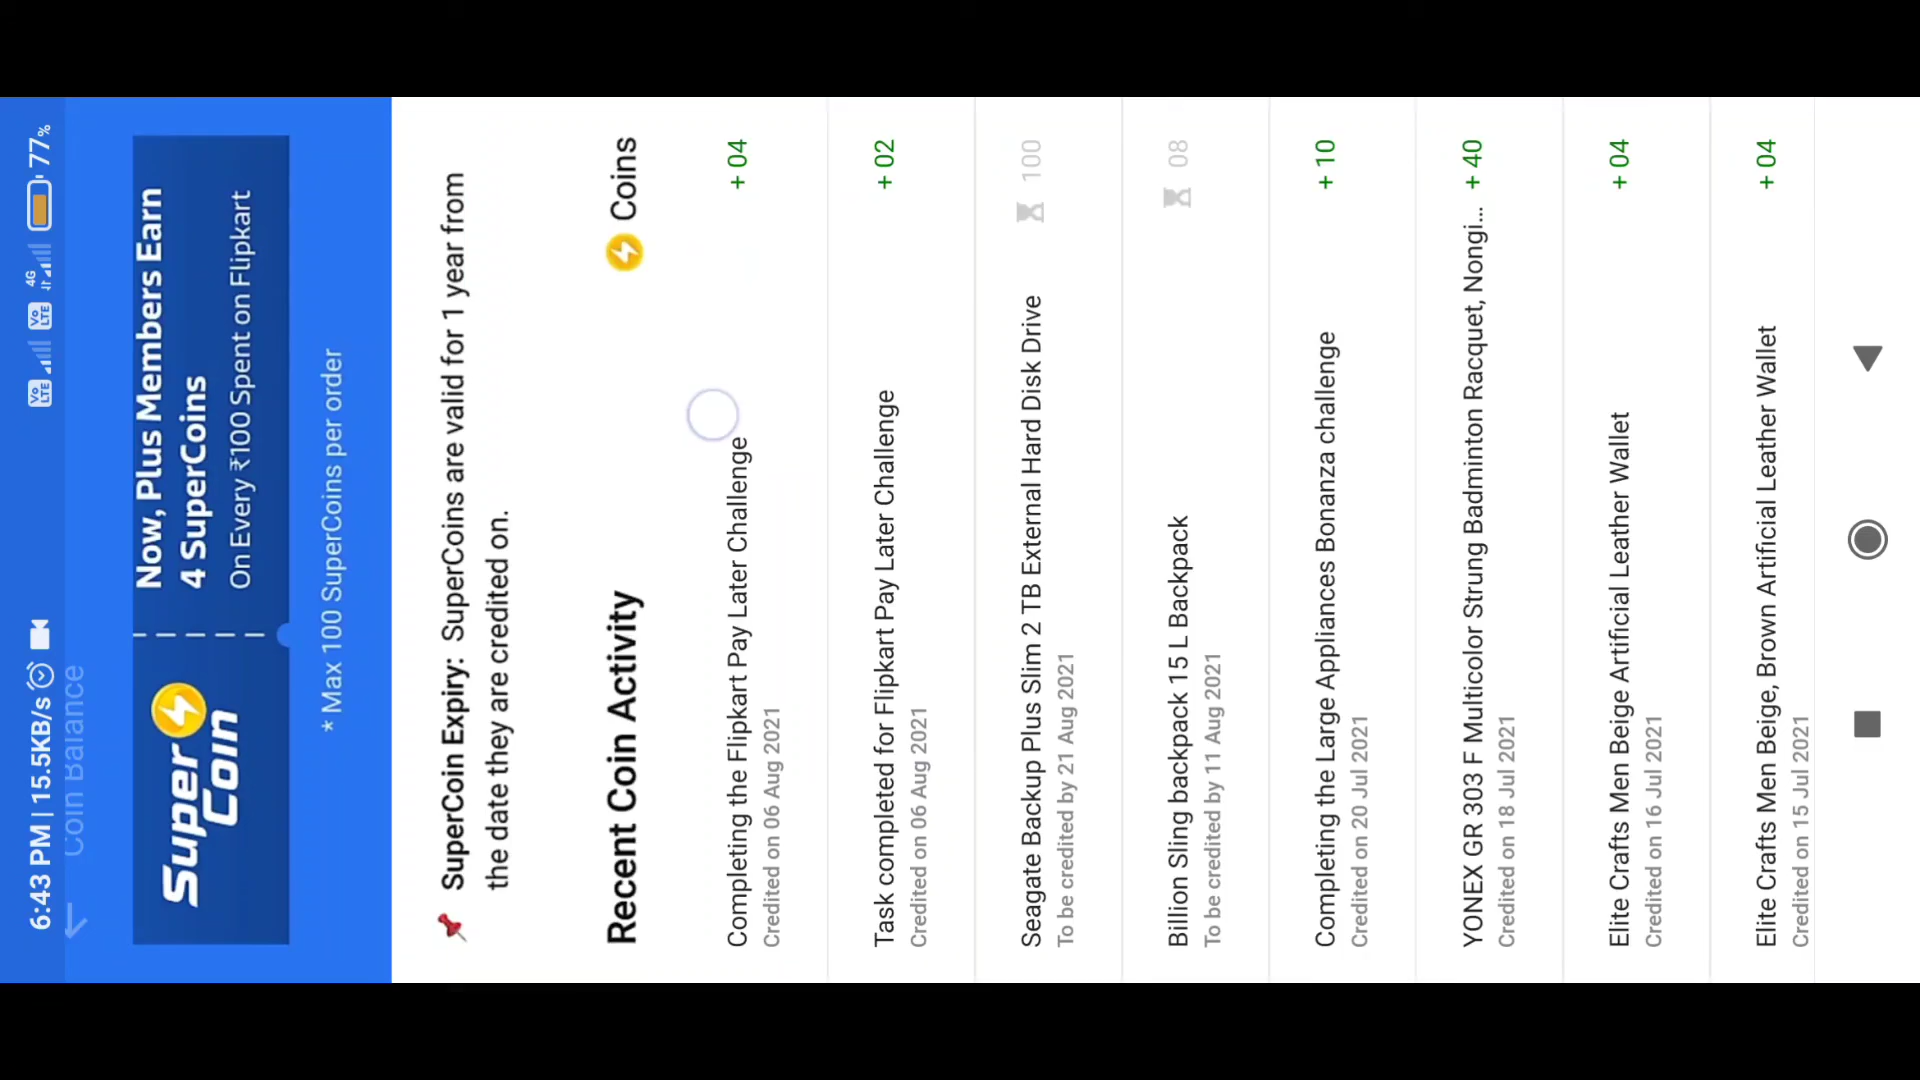 6:43 PM | 15.5KB/s
Vo LTE
Vo LTE
4G
77%
Coin Balance
Super Coin
Now, Plus Members Earn
4 SuperCoins
On Every ₹100 Spent on Flipkart
* Max 100 SuperCoins per order
SuperCoin Expiry: SuperCoins are valid for 1 year from
the date they are credited on.
Recent Coin Activity
Coins
Completing the Flipkart Pay Later Challenge
+ 04
Credited on 06 Aug 2021
Task completed for Flipkart Pay Later Challenge
+ 02
Credited on 06 Aug 2021
Seagate Backup Plus Slim 2 TB External Hard Disk Drive
100
To be credited by 21 Aug 2021
Billion Sling backpack 15 L Backpack
08
To be credited by 11 Aug 2021
Completing the Large Appliances Bonanza challenge
+ 10
Credited on 20 Jul 2021
YONEX GR 303 F Multicolor Strung Badminton Racquet, Nongi...
+ 40
Credited on 18 Jul 2021
Elite Crafts Men Beige Artificial Leather Wallet
+ 04
Credited on 16 Jul 2021
Elite Crafts Men Beige, Brown Artificial Leather Wallet
+ 04
Credited on 15 Jul 2021